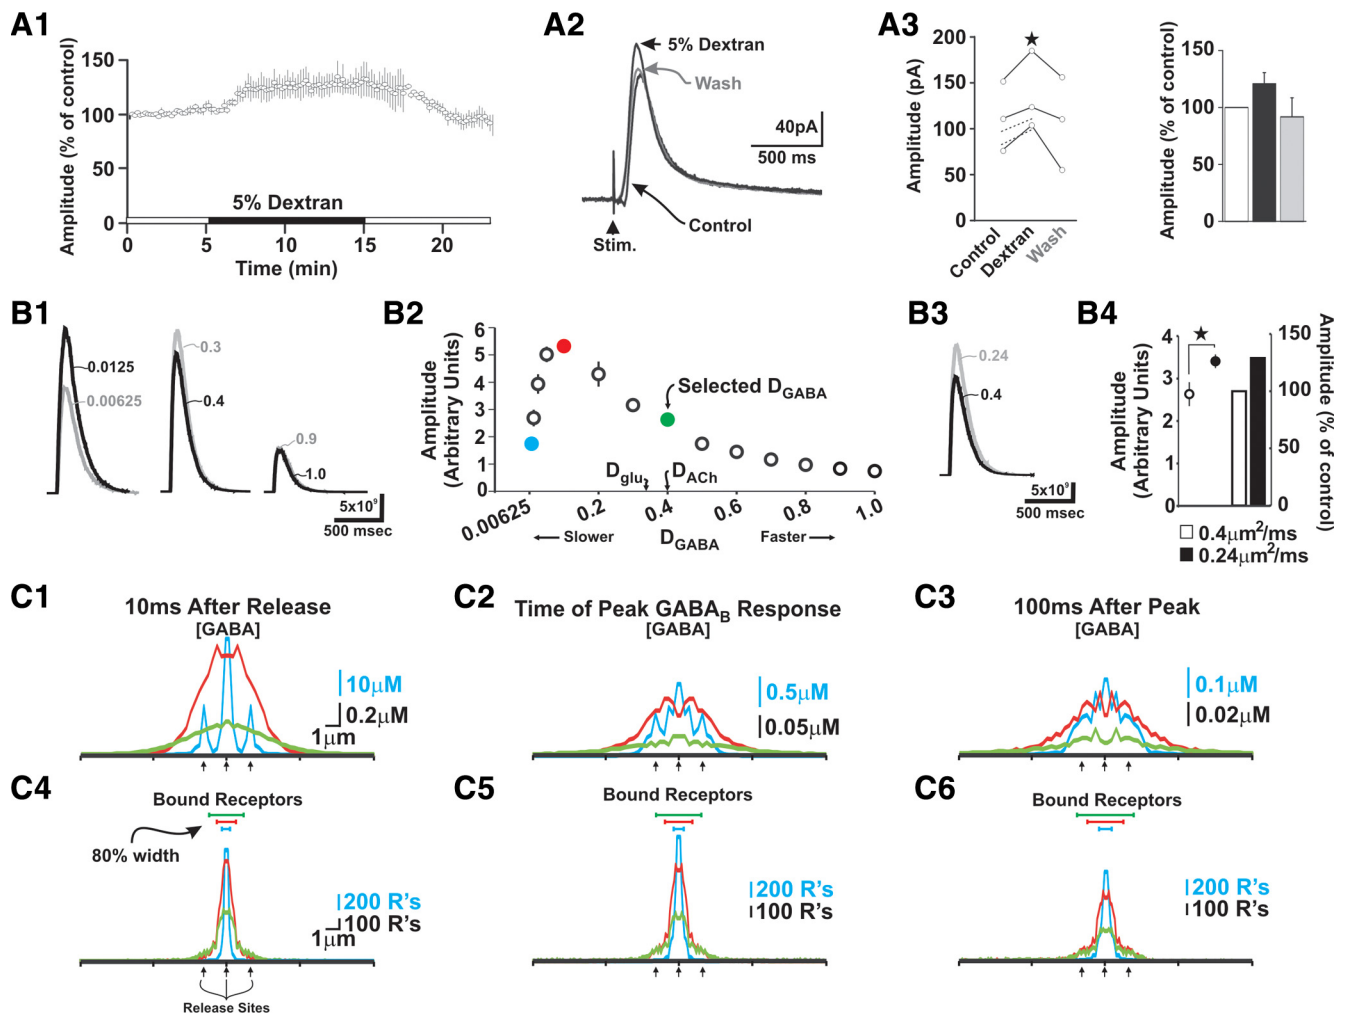 A1
Amplitude (% of control)
150
100
50
0
5% Dextran
0
5
10
15
20
Time (min)
A2
5% Dextran
Wash
40pA
500 ms
Control
Stim.
A3
Amplitude (pA)
200
150
100
50
0
★
Control
Dextran
Wash
Amplitude (% of control)
150
100
50
0
B1
0.0125
0.00625
0.3
0.4
0.9
1.0
5x10⁹
500 msec
B2
Amplitude
(Arbitrary Units)
6
5
4
3
2
1
0
Selected D_GABA
D_glu
D_ACh
0.00625
0.2
0.4
0.6
0.8
1.0
Slower
D_GABA
Faster
B3
0.24
0.4
5x10⁹
500 msec
B4
Amplitude
(Arbitrary Units)
4
3
2
1
0
★
150
100
50
0
Amplitude (% of control)
0.4µm²/ms
0.24µm²/ms
C1
10ms After Release
[GABA]
10µM
0.2µM
1µm
C2
Time of Peak GABA_B Response
[GABA]
0.5µM
0.05µM
C3
100ms After Peak
[GABA]
0.1µM
0.02µM
C4
Bound Receptors
80% width
200 R's
100 R's
1µm
Release Sites
C5
Bound Receptors
200 R's
100 R's
C6
Bound Receptors
200 R's
100 R's